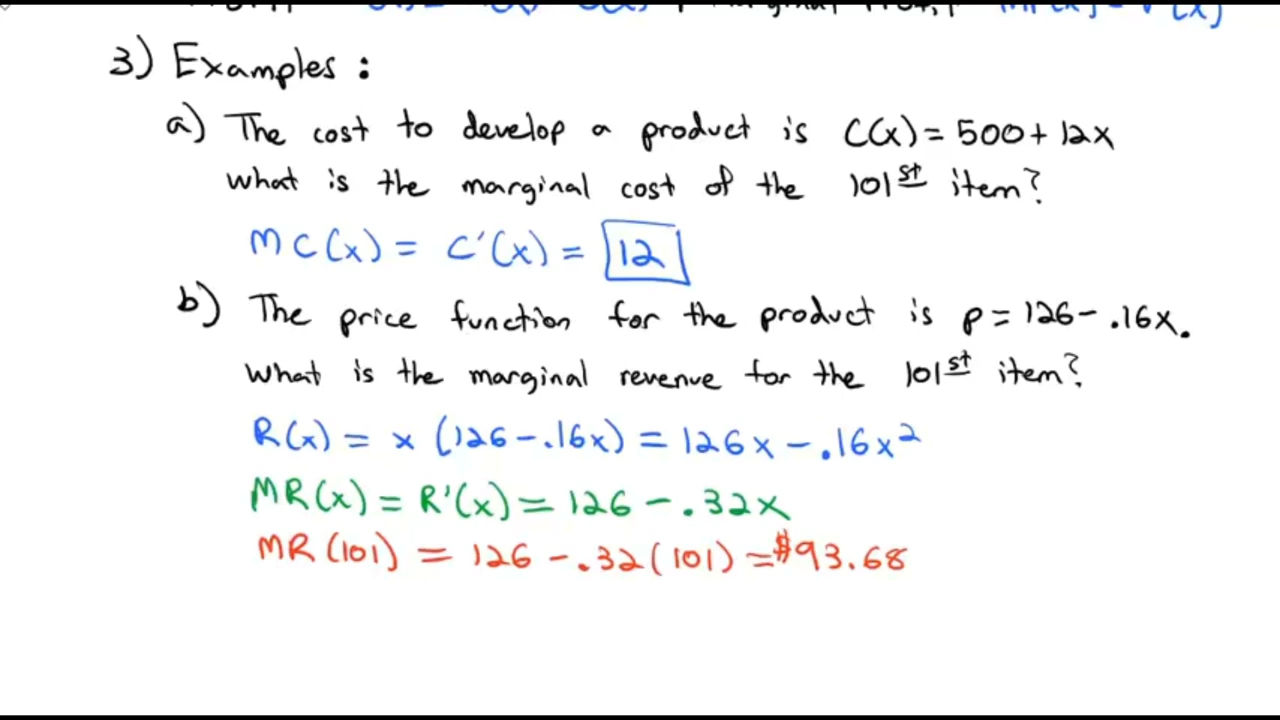 3) Examples:
a) The cost to develop a product is C(x) = 500 + 12x
what is the marginal cost of the 101st item?
MC(x) = C'(x) = 12
b) The price function for the product is p = 126 - .16x.
What is the marginal revenue for the 101st item?
R(x) = x (126 - .16x) = 126x - .16x²
MR(x) = R'(x) = 126 - .32x
MR(101) = 126 - .32(101) = $93.68